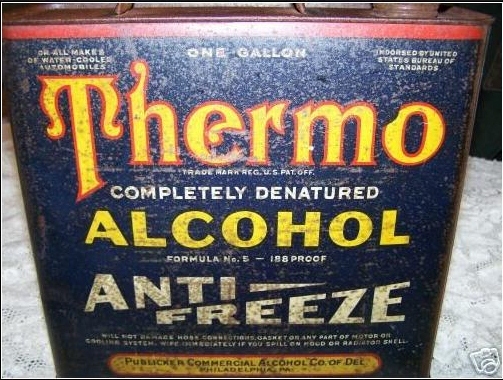 ONE GALLON
OR ALL MAKES
OF WATER-COOLED
AUTOMOBILES
INDORSED BY UNITED
STATES BUREAU OF
STANDARDS
Thermo
TRADE MARK REG. U.S. PAT. OFF.
COMPLETELY DENATURED
ALCOHOL
FORMULA No. 5 — 188 PROOF
ANTI-
FREEZE
WILL NOT DAMAGE HOSE CONNECTIONS, GASKET OR ANY PART OF MOTOR OR
COOLING SYSTEM. WIPE IMMEDIATELY IF YOU SPILL ON HOOD OR RADIATOR SHELL.
PUBLICKER COMMERCIAL ALCOHOL CO. OF DEL.
PHILADELPHIA, PA.